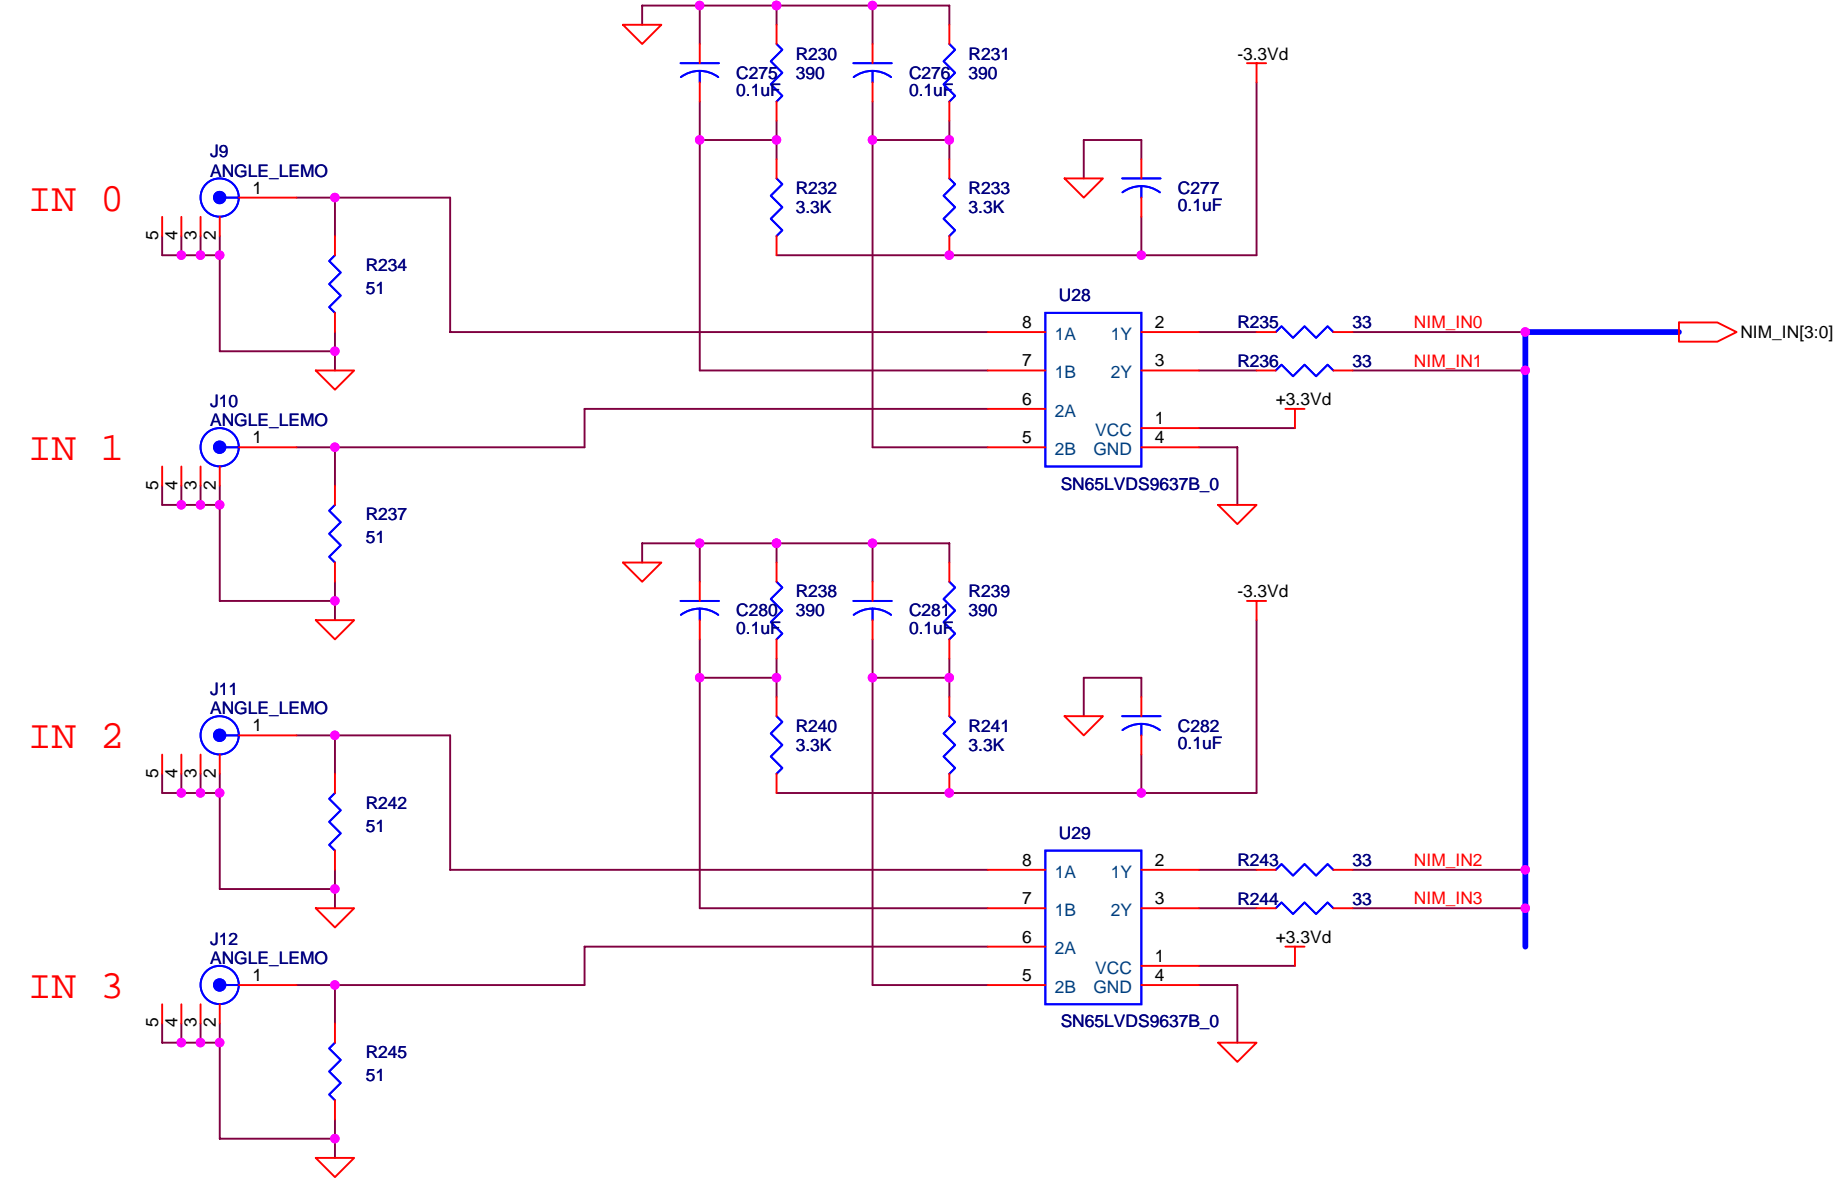 R230
390
C275
0.1uF
R231
390
C276
0.1uF
-3.3Vd
J9
ANGLE_LEMO
IN 0
1
5 4 3 2
R232
3.3K
R233
3.3K
C277
0.1uF
R234
51
U28
8 1A 1Y 2 R235 33 NIM_IN0
NIM_IN[3:0]
7 1B 2Y 3 R236 33 NIM_IN1
+3.3Vd
6 2A
VCC 1
5 2B GND 4
SN65LVDS9637B_0
J10
ANGLE_LEMO
IN 1
1
5 4 3 2
R237
51
R238
390
C280
0.1uF
R239
390
C281
0.1uF
-3.3Vd
J11
ANGLE_LEMO
IN 2
1
5 4 3 2
R240
3.3K
R241
3.3K
C282
0.1uF
R242
51
U29
8 1A 1Y 2 R243 33 NIM_IN2
7 1B 2Y 3 R244 33 NIM_IN3
+3.3Vd
6 2A
VCC 1
5 2B GND 4
SN65LVDS9637B_0
J12
ANGLE_LEMO
IN 3
1
5 4 3 2
R245
51